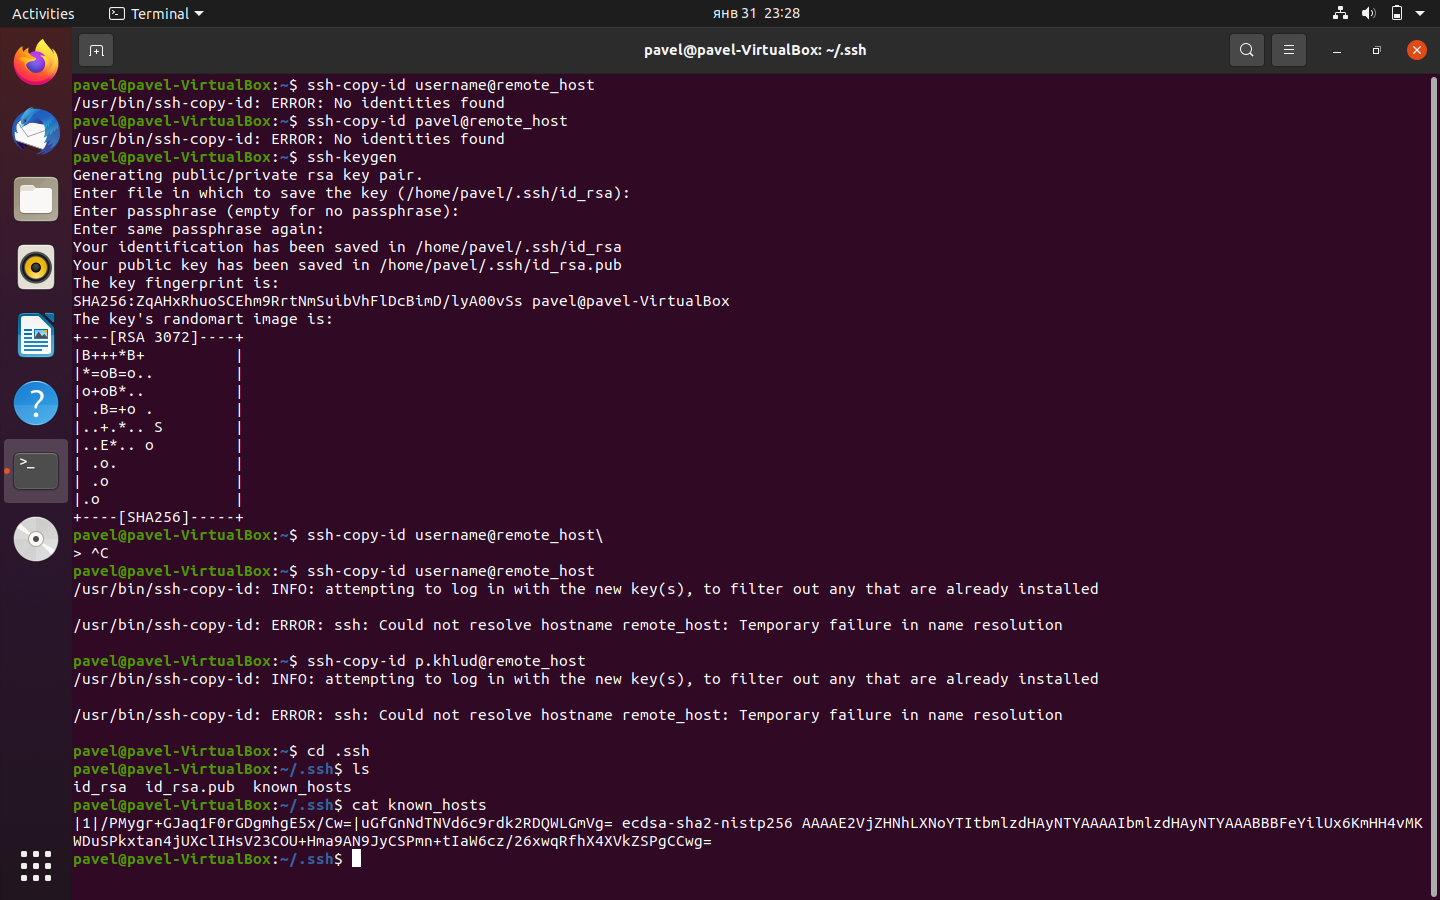 Activities
Terminal
янв 31 23:28
pavel@pavel-VirtualBox: ~/.ssh
pavel@pavel-VirtualBox:~$ ssh-copy-id username@remote_host
/usr/bin/ssh-copy-id: ERROR: No identities found
pavel@pavel-VirtualBox:~$ ssh-copy-id pavel@remote_host
/usr/bin/ssh-copy-id: ERROR: No identities found
pavel@pavel-VirtualBox:~$ ssh-keygen
Generating public/private rsa key pair.
Enter file in which to save the key (/home/pavel/.ssh/id_rsa):
Enter passphrase (empty for no passphrase):
Enter same passphrase again:
Your identification has been saved in /home/pavel/.ssh/id_rsa
Your public key has been saved in /home/pavel/.ssh/id_rsa.pub
The key fingerprint is:
SHA256:ZqAHxRhuoSCEhm9RrtNmSuibVhFlDcBimD/lyA00vSs pavel@pavel-VirtualBox
The key's randomart image is:
+---[RSA 3072]----+
|B+++*B+          |
|*=oB=o..         |
|o+oB*..          |
| .B=+o .         |
|..+.*.. S        |
|..E*.. o         |
| .o.             |
| .o              |
|.o               |
+----[SHA256]-----+
pavel@pavel-VirtualBox:~$ ssh-copy-id username@remote_host\
> ^C
pavel@pavel-VirtualBox:~$ ssh-copy-id username@remote_host
/usr/bin/ssh-copy-id: INFO: attempting to log in with the new key(s), to filter out any that are already installed
/usr/bin/ssh-copy-id: ERROR: ssh: Could not resolve hostname remote_host: Temporary failure in name resolution
pavel@pavel-VirtualBox:~$ ssh-copy-id p.khlud@remote_host
/usr/bin/ssh-copy-id: INFO: attempting to log in with the new key(s), to filter out any that are already installed
/usr/bin/ssh-copy-id: ERROR: ssh: Could not resolve hostname remote_host: Temporary failure in name resolution
pavel@pavel-VirtualBox:~$ cd .ssh
pavel@pavel-VirtualBox:~/.ssh$ ls
id_rsa  id_rsa.pub  known_hosts
pavel@pavel-VirtualBox:~/.ssh$ cat known_hosts
|1|/PMygr+GJaq1F0rGDgmhgE5x/Cw=|uGfGnNdTNVd6c9rdk2RDQWLGmVg= ecdsa-sha2-nistp256 AAAAE2VjZHNhLXNoYTItbmlzdHAyNTYAAAAIbmlzdHAyNTYAAABBBFeYilUx6KmHH4vMK
WDuSPkxtan4jUXclIHsV23COU+Hma9AN9JyCSPmn+tIaW6cz/26xwqRfhX4XVkZSPgCCwg=
pavel@pavel-VirtualBox:~/.ssh$